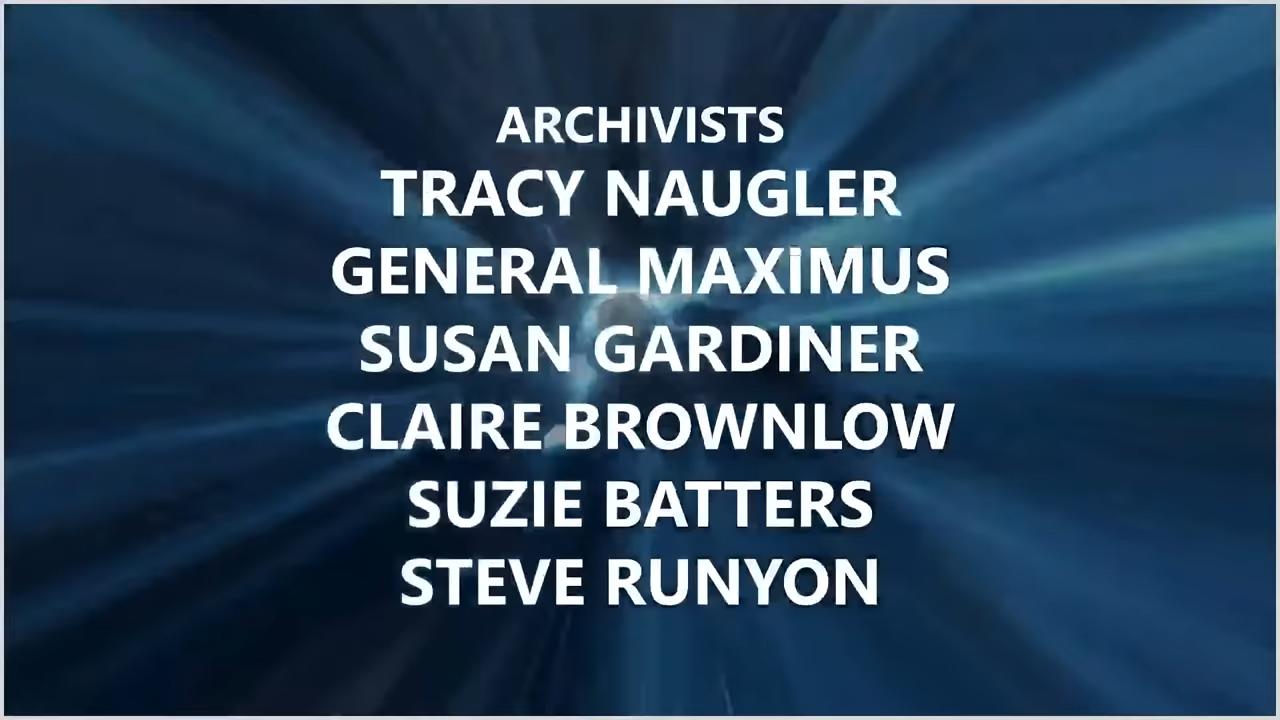 ARCHIVISTS
TRACY NAUGLER
GENERAL MAXiMUS
SUSAN GARDINER
CLAIRE BROWNLOW
SUZIE BATTERS
STEVE RUNYON